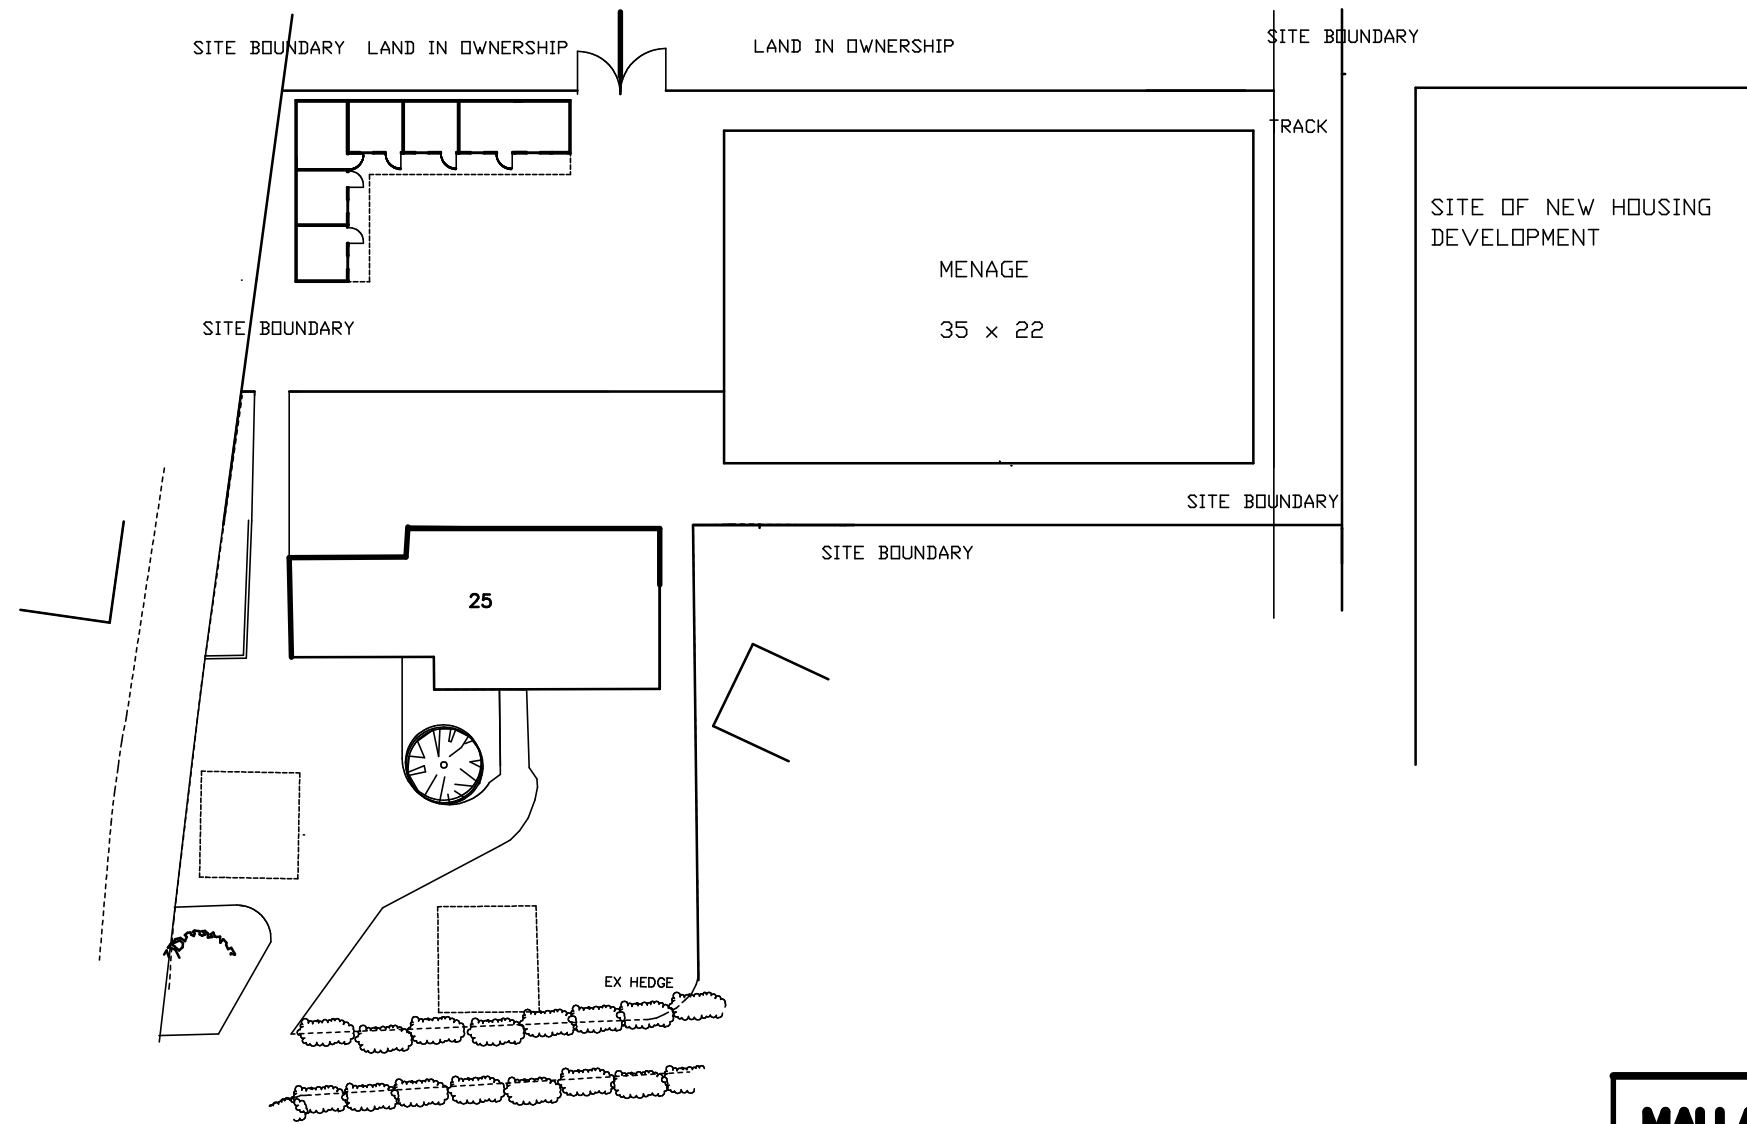 SITE BOUNDARY LAND IN OWNERSHIP
LAND IN OWNERSHIP
SITE BOUNDARY
TRACK
SITE OF NEW HOUSING
DEVELOPMENT
MENAGE
35 x 22
SITE BOUNDARY
SITE BOUNDARY
SITE BOUNDARY
25
EX HEDGE